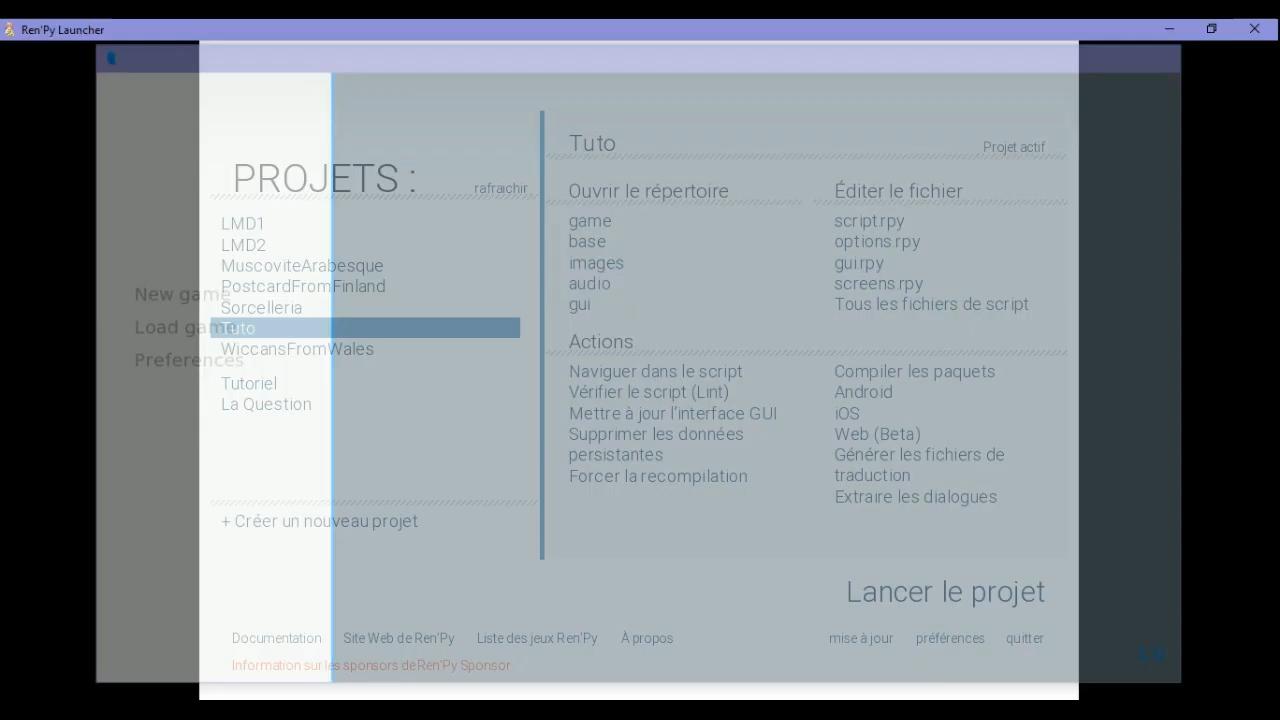 Ren'Py Launcher
PROJETS :
rafraichir
LMD1
LMD2
MuscoviteArabesque
PostcardFromFinland
Sorcelleria
Tuto
WiccansFromWales
Tutoriel
La Question
+ Créer un nouveau projet
New game
Load game
Preferences
Tuto
Projet actif
Ouvrir le répertoire
game
base
images
audio
gui
Éditer le fichier
script.rpy
options.rpy
gui.rpy
screens.rpy
Tous les fichiers de script
Actions
Naviguer dans le script
Vérifier le script (Lint)
Mettre à jour l'interface GUI
Supprimer les données
persistantes
Forcer la recompilation
Compiler les paquets
Android
iOS
Web (Beta)
Générer les fichiers de
traduction
Extraire les dialogues
Lancer le projet
Documentation
Site Web de Ren'Py
Liste des jeux Ren'Py
À propos
mise à jour
préférences
quitter
Information sur les sponsors de Ren'Py Sponsor